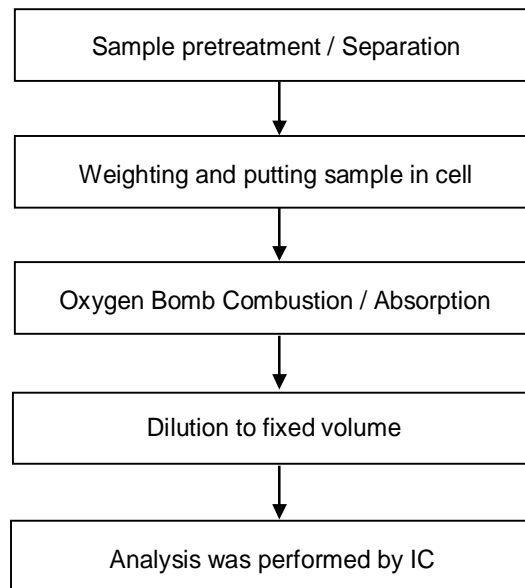 Sample pretreatment / Separation
Weighting and putting sample in cell
Oxygen Bomb Combustion / Absorption
Dilution to fixed volume
Analysis was performed by IC